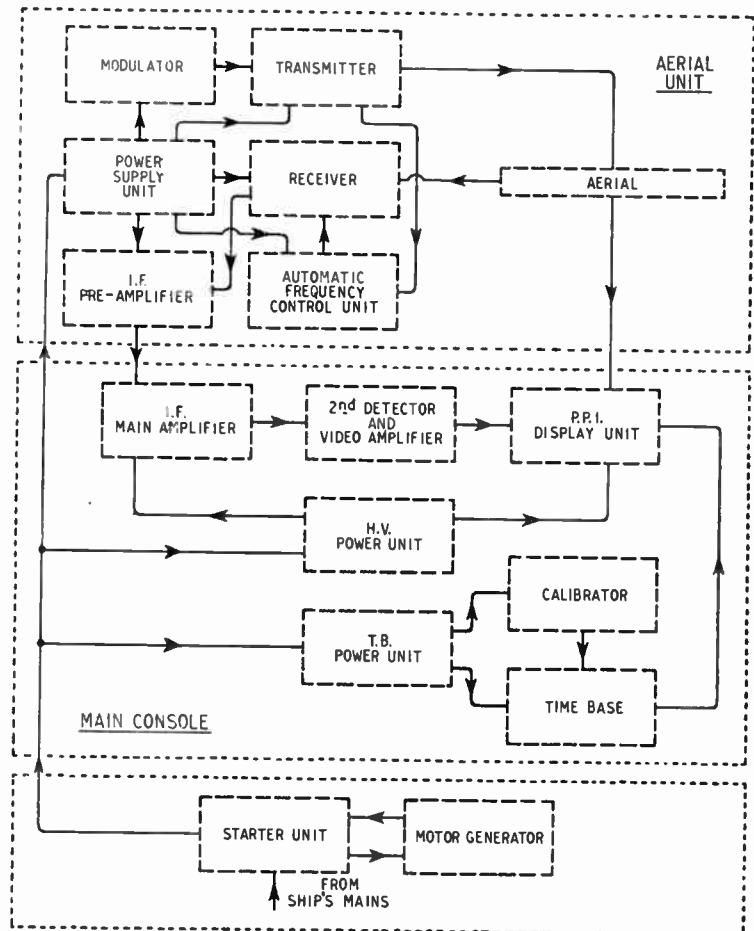 MODULATOR
TRANSMITTER
AERIAL
UNIT
POWER
SUPPLY
UNIT
RECEIVER
AERIAL
I.F.
PRE-AMPLIFIER
AUTOMATIC
FREQUENCY
CONTROL UNIT
I.F.
MAIN AMPLIFIER
2nd DETECTOR
AND
VIDEO AMPLIFIER
P.P.I.
DISPLAY UNIT
H.V.
POWER UNIT
CALIBRATOR
T.B.
POWER UNIT
TIME BASE
MAIN CONSOLE
STARTER UNIT
MOTOR GENERATOR
FROM
SHIP'S MAINS